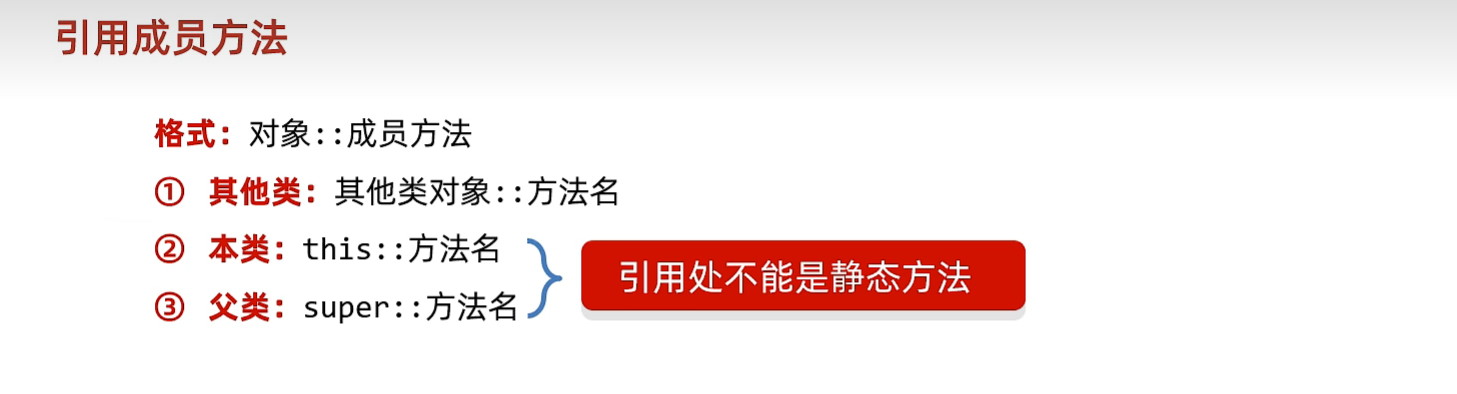 引用成员方法
格式：对象::成员方法
① 其他类：其他类对象::方法名
② 本类：this::方法名
③ 父类：super::方法名
引用处不能是静态方法